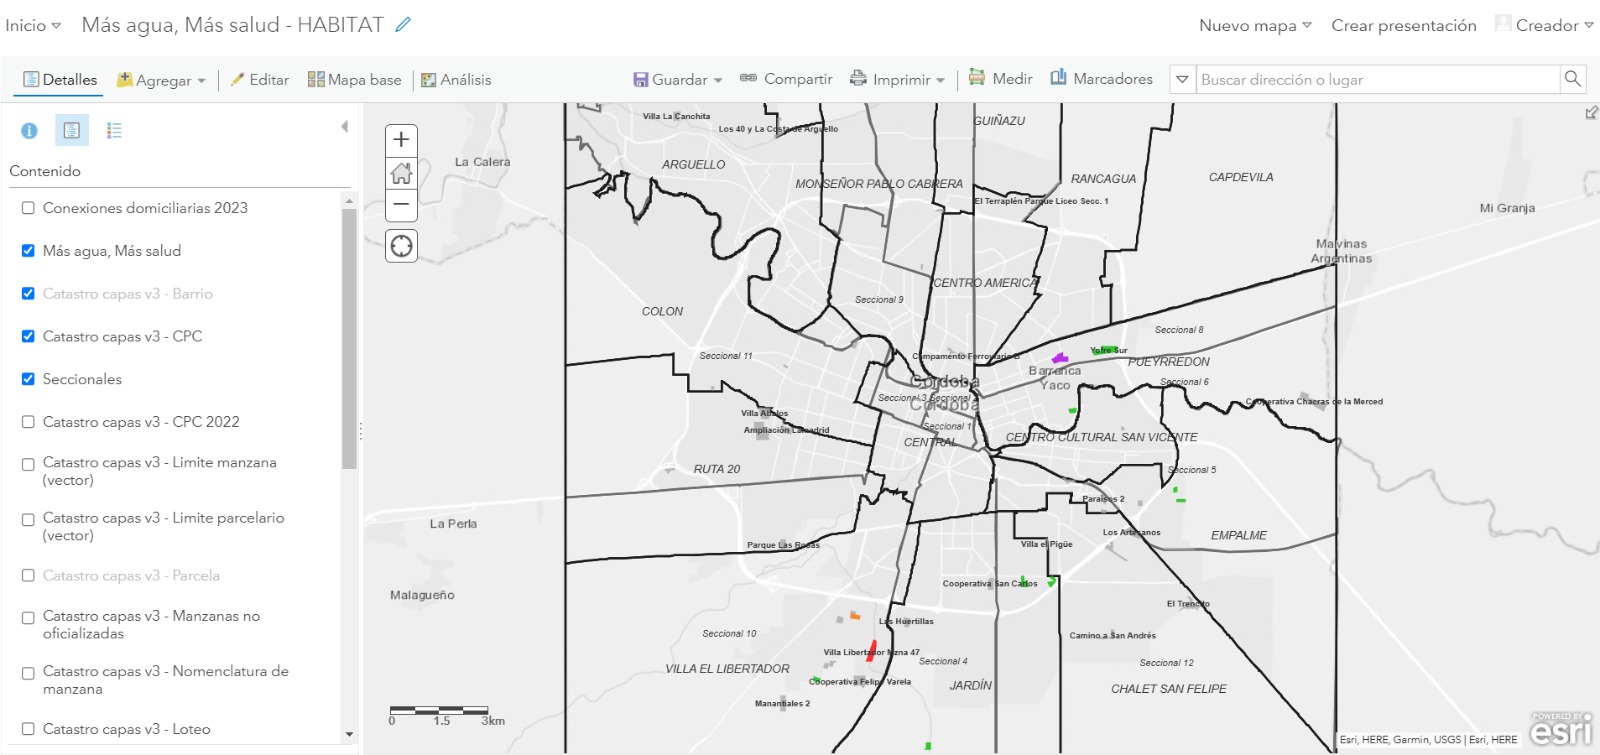 Inicio
Más agua, Más salud - HABITAT
Nuevo mapa
Crear presentación
Creador
Detalles
Agregar
Editar
Mapa base
Análisis
Guardar
Compartir
Imprimir
Medir
Marcadores
Buscar dirección o lugar
Contenido
Conexiones domiciliarias 2023
Más agua, Más salud
Catastro capas v3 - Barrio
Catastro capas v3 - CPC
Seccionales
Catastro capas v3 - CPC 2022
Catastro capas v3 - Limite manzana
(vector)
Catastro capas v3 - Limite parcelario
(vector)
Catastro capas v3 - Parcela
Catastro capas v3 - Manzanas no
oficializadas
Catastro capas v3 - Nomenclatura de
manzana
Catastro capas v3 - Loteo
Villa La Canchita
Los 40 y La Costa de Arguello
GUIÑAZU
La Calera
ARGUELLO
MONSEÑOR PABLO CABRERA
RANCAGUA
CAPDEVILA
El Terraplén Parque Liceo Secc. 1
Mi Granja
Malvinas
Argentinas
CENTRO AMERICA
Seccional 9
COLON
Seccional 8
Seccional 11
Campamento Ferroviario B
Yofre Sur
PUEYRREDON
Barranca
Yaco
Córdoba
Seccional 6
Seccional 3
Seccional
Córdoba
Cooperativa Chacras de la Merced
Villa Abalos
Ampliación Lamadrid
Seccional 1
CENTRAL
CENTRO CULTURAL SAN VICENTE
RUTA 20
Seccional 5
Paraisos 2
La Perla
Los Artesanos
EMPALME
Parque Las Rosas
Villa el Pigüe
Cooperativa San Carlos
Malagueño
El Trencito
Las Huertillas
Seccional 10
Camino a San Andrés
Villa Libertador Mzna 47
Seccional 4
Seccional 12
VILLA EL LIBERTADOR
Cooperativa Felipe Varela
JARDÍN
CHALET SAN FELIPE
Manantiales 2
0 1.5 3km
POWERED BY
esri
Esri, HERE, Garmin, USGS | Esri, HERE